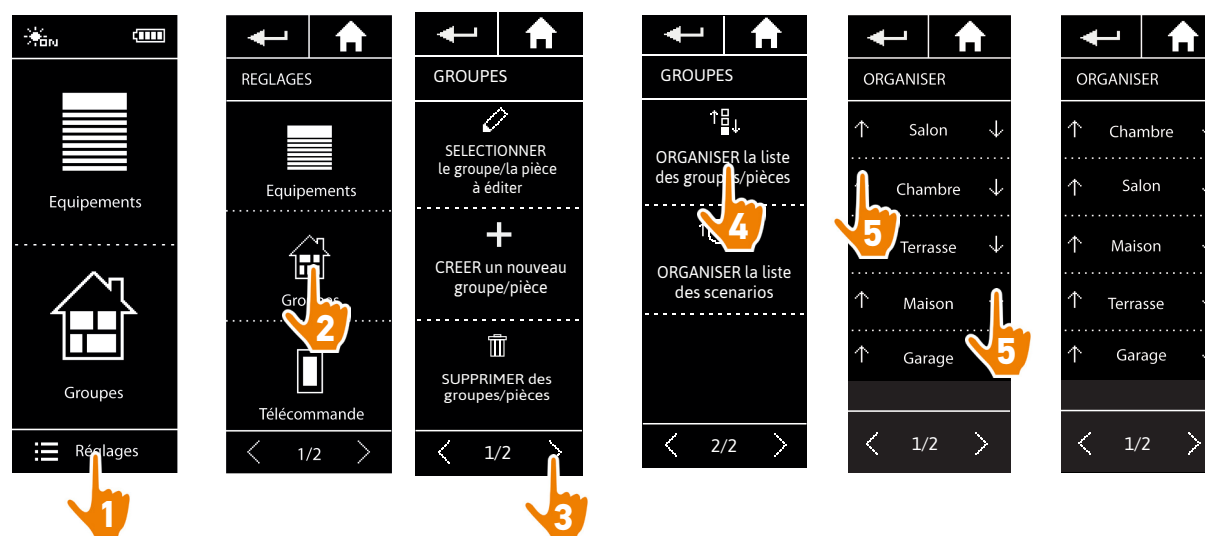 ON
Equipements
Groupes
Réglages
1
REGLAGES
Equipements
Groupes
2
Télécommande
1/2
GROUPES
SELECTIONNER
le groupe/la pièce
à éditer
CREER un nouveau
groupe/pièce
SUPPRIMER des
groupes/pièces
1/2
3
GROUPES
ORGANISER la liste
des groupes/pièces
4
ORGANISER la liste
des scenarios
2/2
ORGANISER
Salon
Chambre
5
Terrasse
Maison
5
Garage
1/2
ORGANISER
Chambre
Salon
Maison
Terrasse
Garage
1/2